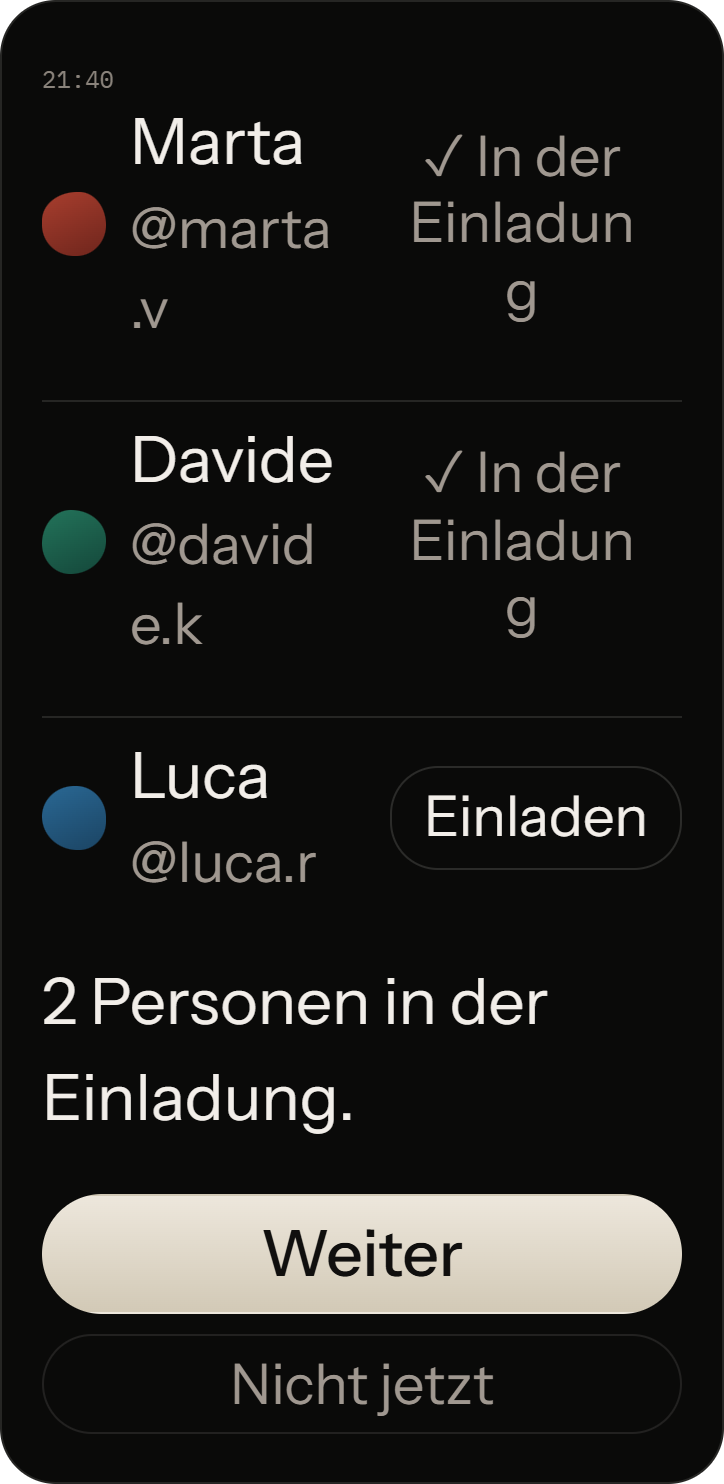 21:40
Marta
@marta
.v
✓ In der
Einladun
g
Davide
@david
e.k
✓ In der
Einladun
g
Luca
@luca.r
Einladen
2 Personen in der
Einladung.
Weiter
Nicht jetzt